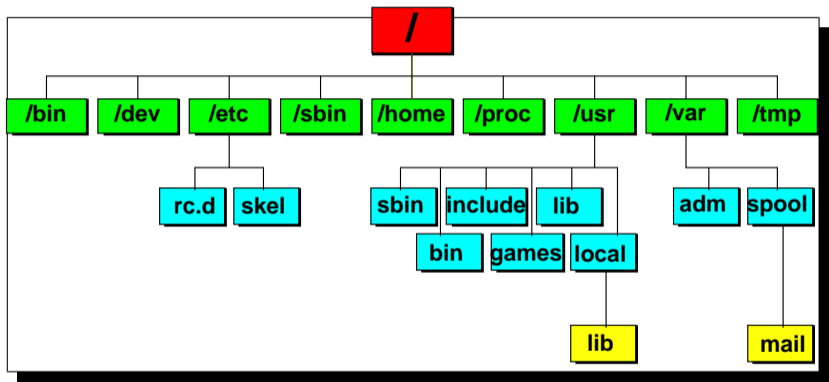 /
/bin /dev /etc /sbin /home /proc /usr /var /tmp
rc.d skel sbin include lib adm spool
bin games local
lib mail